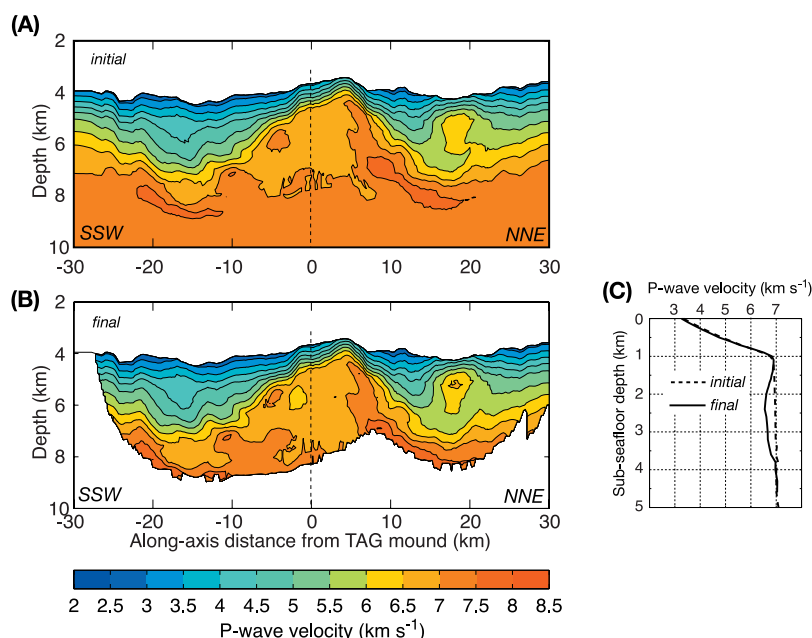 (A)
2
initial
4
6
8
10
Depth (km)
SSW
NNE
-30 -20 -10 0 10 20 30
(B)
2
final
4
6
8
10
Depth (km)
SSW
NNE
-30 -20 -10 0 10 20 30
Along-axis distance from TAG mound (km)
2 2.5 3 3.5 4 4.5 5 5.5 6 6.5 7 7.5 8 8.5
P-wave velocity (km s⁻¹)
(C)
P-wave velocity (km s⁻¹)
3 4 5 6 7
0
1
2
3
4
5
Sub-seafloor depth (km)
initial
final